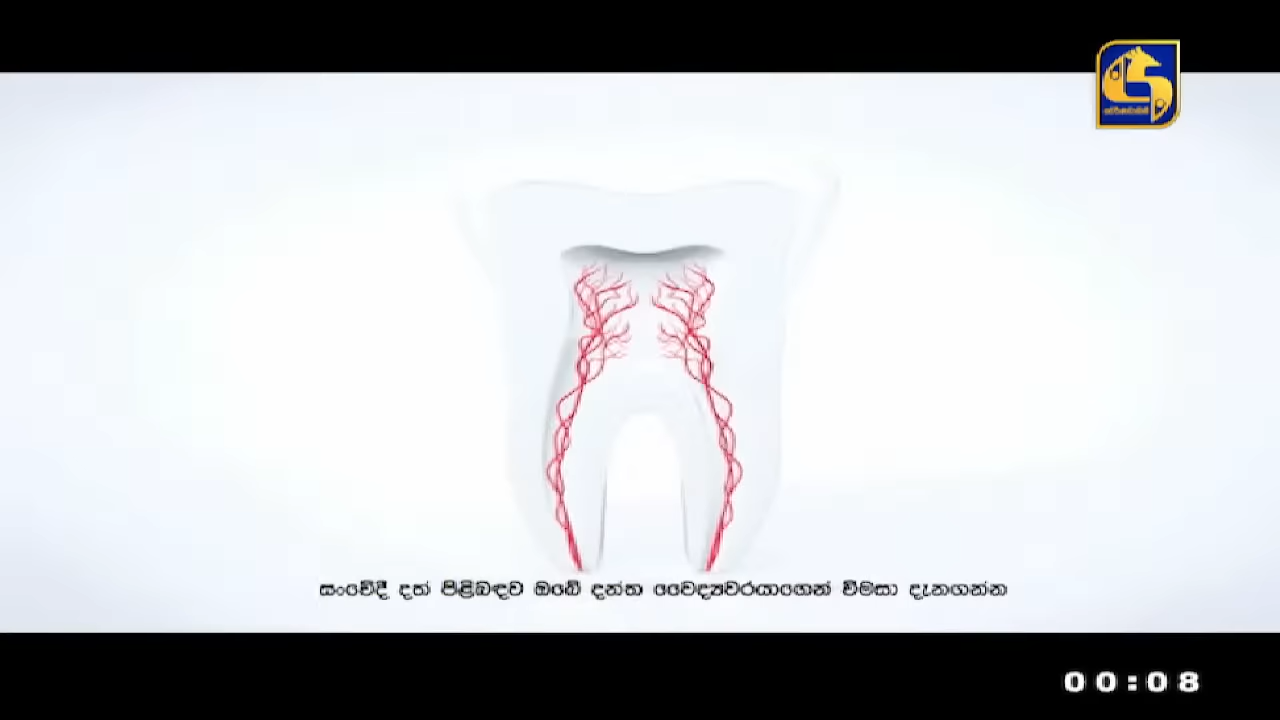 සංවේදී දත් පිළිබඳව ඔබේ දන්ත වෛද්‍යවරයාගෙන් විමසා දැනගන්න
00:08